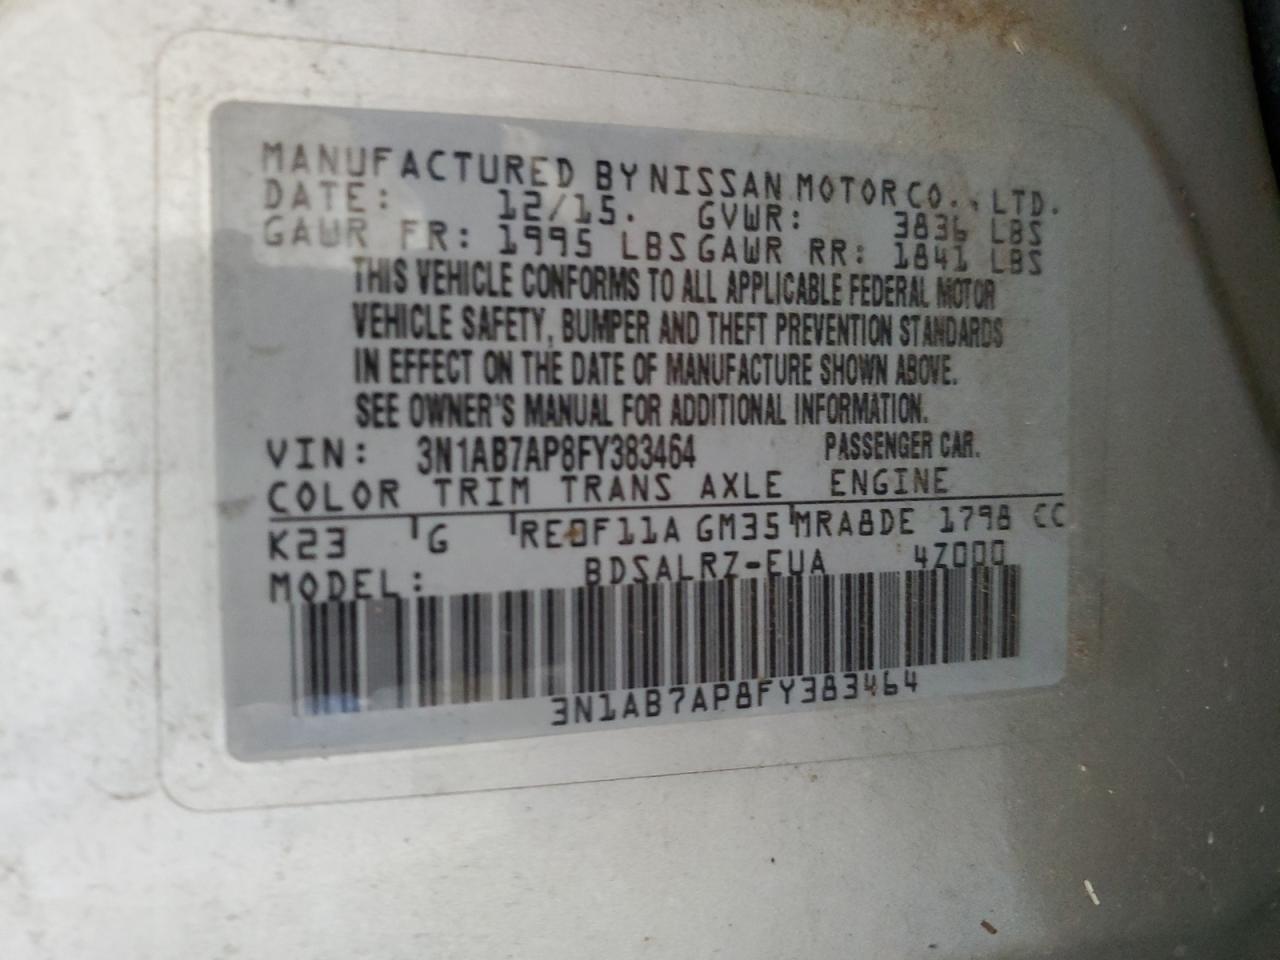 MANUFACTURED BY NISSAN MOTOR CO., LTD.
DATE: 12/15. GVWR: 3836 LBS
GAWR FR: 1995 LBS GAWR RR: 1841 LBS
THIS VEHICLE CONFORMS TO ALL APPLICABLE FEDERAL MOTOR
VEHICLE SAFETY, BUMPER AND THEFT PREVENTION STANDARDS
IN EFFECT ON THE DATE OF MANUFACTURE SHOWN ABOVE.
SEE OWNER'S MANUAL FOR ADDITIONAL INFORMATION.
VIN: 3N1AB7AP8FY383464 PASSENGER CAR.
COLOR TRIM TRANS AXLE ENGINE
K23 G RE0F11A GM35 MRA8DE 1798 CC
MODEL: BDSALRZ-EUA 4Z000
3N1AB7AP8FY383464